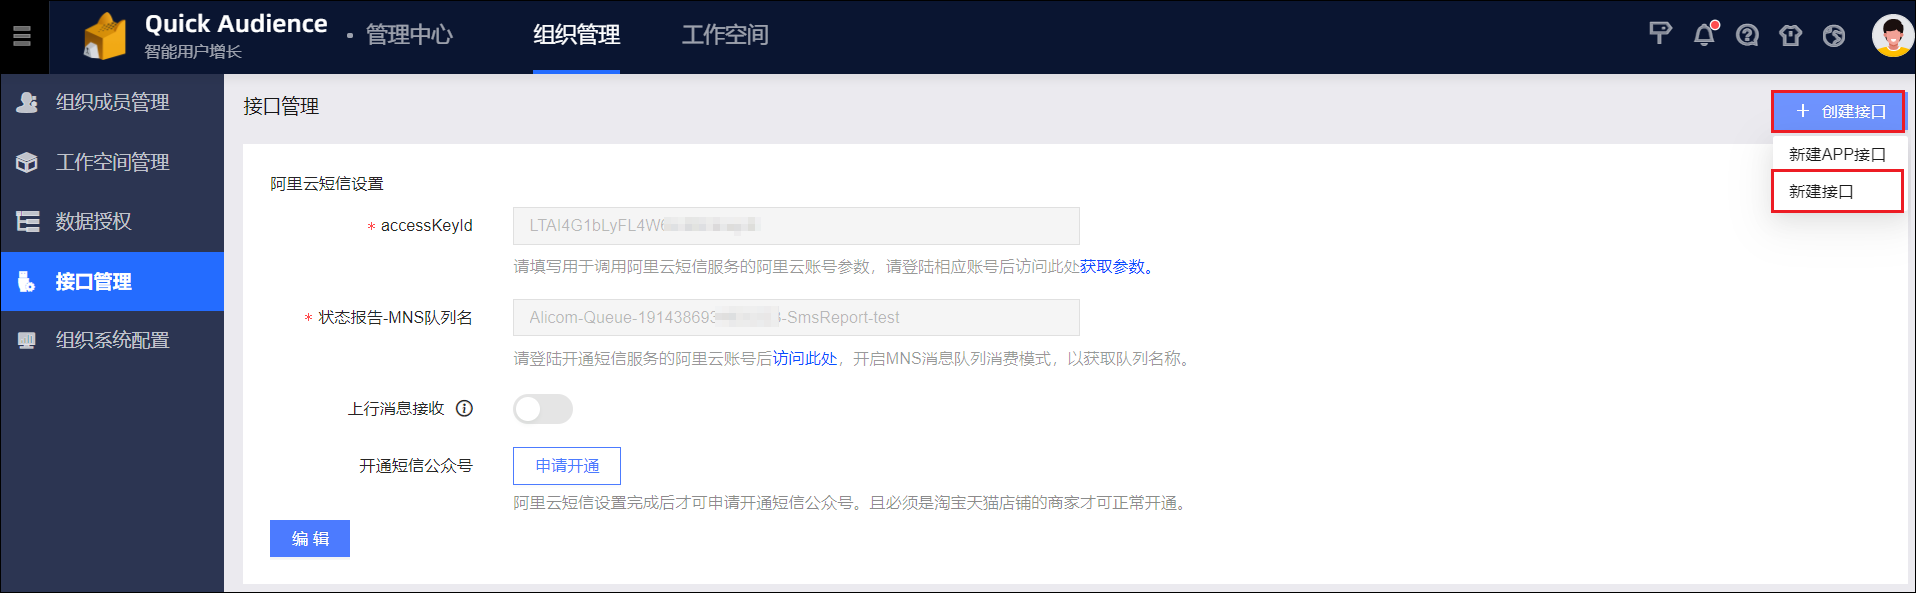 Quick Audience
智能用户增长
· 管理中心
组织管理
工作空间
组织成员管理
工作空间管理
数据授权
接口管理
组织系统配置
接口管理
+ 创建接口
新建APP接口
新建接口
阿里云短信设置
* accessKeyId
LTAI4G1bLyFL4W
请填写用于调用阿里云短信服务的阿里云账号参数，请登陆相应账号后访问此处获取参数。
* 状态报告-MNS队列名
Alicom-Queue-191438693 -SmsReport-test
请登陆开通短信服务的阿里云账号后访问此处，开启MNS消息队列消费模式，以获取队列名称。
上行消息接收
开通短信公众号
申请开通
阿里云短信设置完成后才可申请开通短信公众号。且必须是淘宝天猫店铺的商家才可正常开通。
编 辑